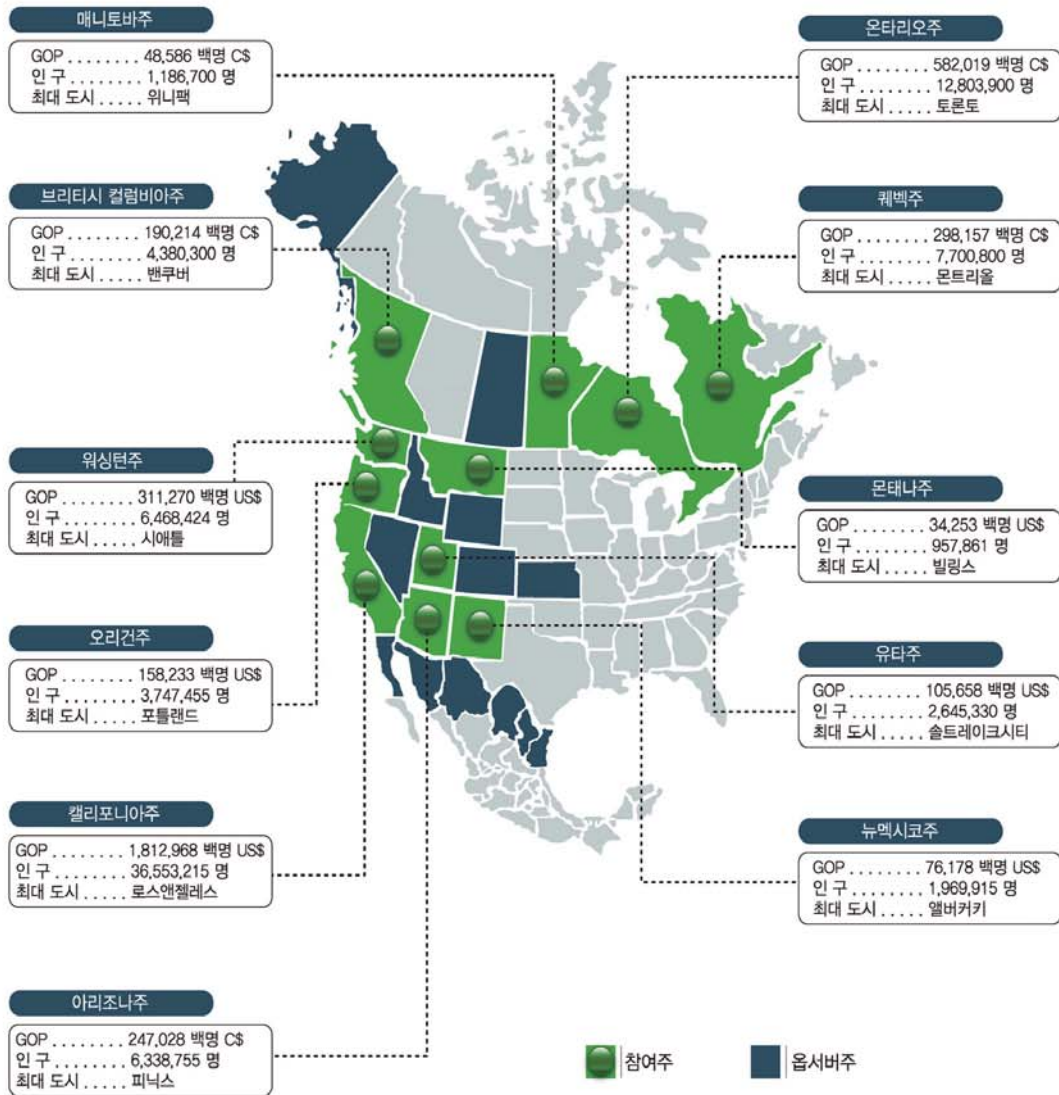 매니토바주
GOP . . . . . . . . 48,586 백명 C$
인 구 . . . . . . . . 1,186,700 명
최대 도시 . . . . . 위니팩
브리티시 컬럼비아주
GOP . . . . . . . . 190,214 백명 C$
인 구 . . . . . . . . 4,380,300 명
최대 도시 . . . . . 밴쿠버
워싱턴주
GOP . . . . . . . . 311,270 백명 US$
인 구 . . . . . . . . 6,468,424 명
최대 도시 . . . . . 시애틀
오리건주
GOP . . . . . . . . 158,233 백명 US$
인 구 . . . . . . . . 3,747,455 명
최대 도시 . . . . . 포틀랜드
캘리포니아주
GOP . . . . . . . . 1,812,968 백명 US$
인 구 . . . . . . . . 36,553,215 명
최대 도시 . . . . . 로스앤젤레스
아리조나주
GOP . . . . . . . . 247,028 백명 C$
인 구 . . . . . . . . 6,338,755 명
최대 도시 . . . . . 피닉스
온타리오주
GOP . . . . . . . . 582,019 백명 C$
인 구 . . . . . . . . 12,803,900 명
최대 도시 . . . . . 토론토
퀘벡주
GOP . . . . . . . . 298,157 백명 C$
인 구 . . . . . . . . 7,700,800 명
최대 도시 . . . . . 몬트리올
몬태나주
GOP . . . . . . . . 34,253 백명 US$
인 구 . . . . . . . . 957,861 명
최대 도시 . . . . . 빌링스
유타주
GOP . . . . . . . . 105,658 백명 US$
인 구 . . . . . . . . 2,645,330 명
최대 도시 . . . . . 솔트레이크시티
뉴멕시코주
GOP . . . . . . . . 76,178 백명 US$
인 구 . . . . . . . . 1,969,915 명
최대 도시 . . . . . 앨버커키
참여주
옵서버주